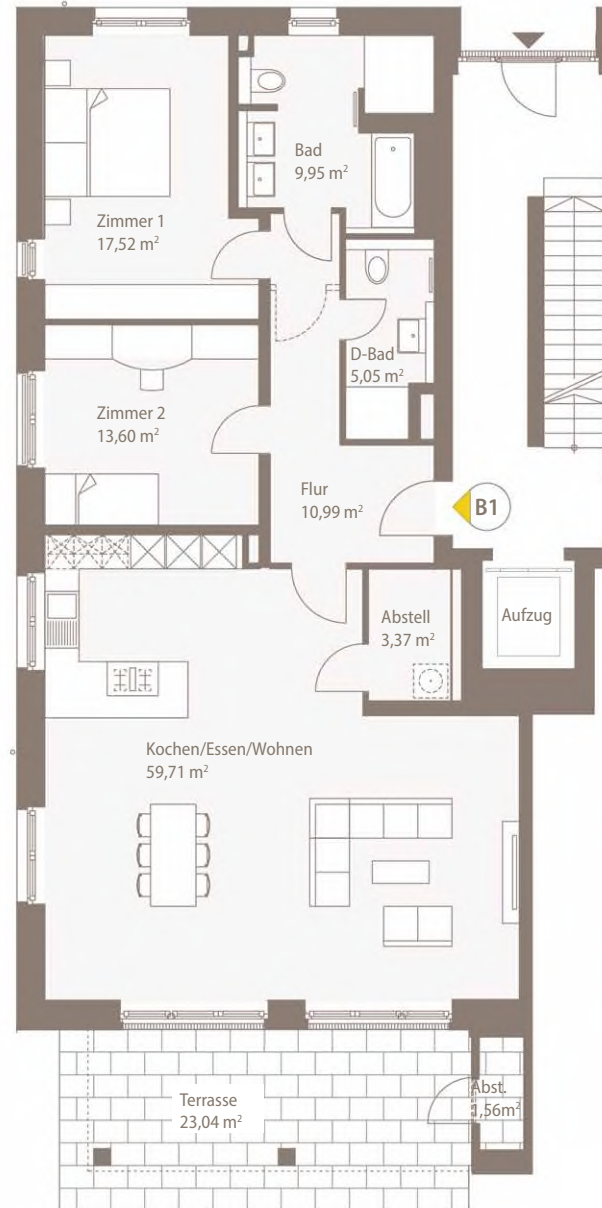 Bad
9,95 m²
Zimmer 1
17,52 m²
D-Bad
5,05 m²
Zimmer 2
13,60 m²
Flur
10,99 m²
B1
Abstell
3,37 m²
Aufzug
Kochen/Essen/Wohnen
59,71 m²
Terrasse
23,04 m²
Abst.
1,56m²